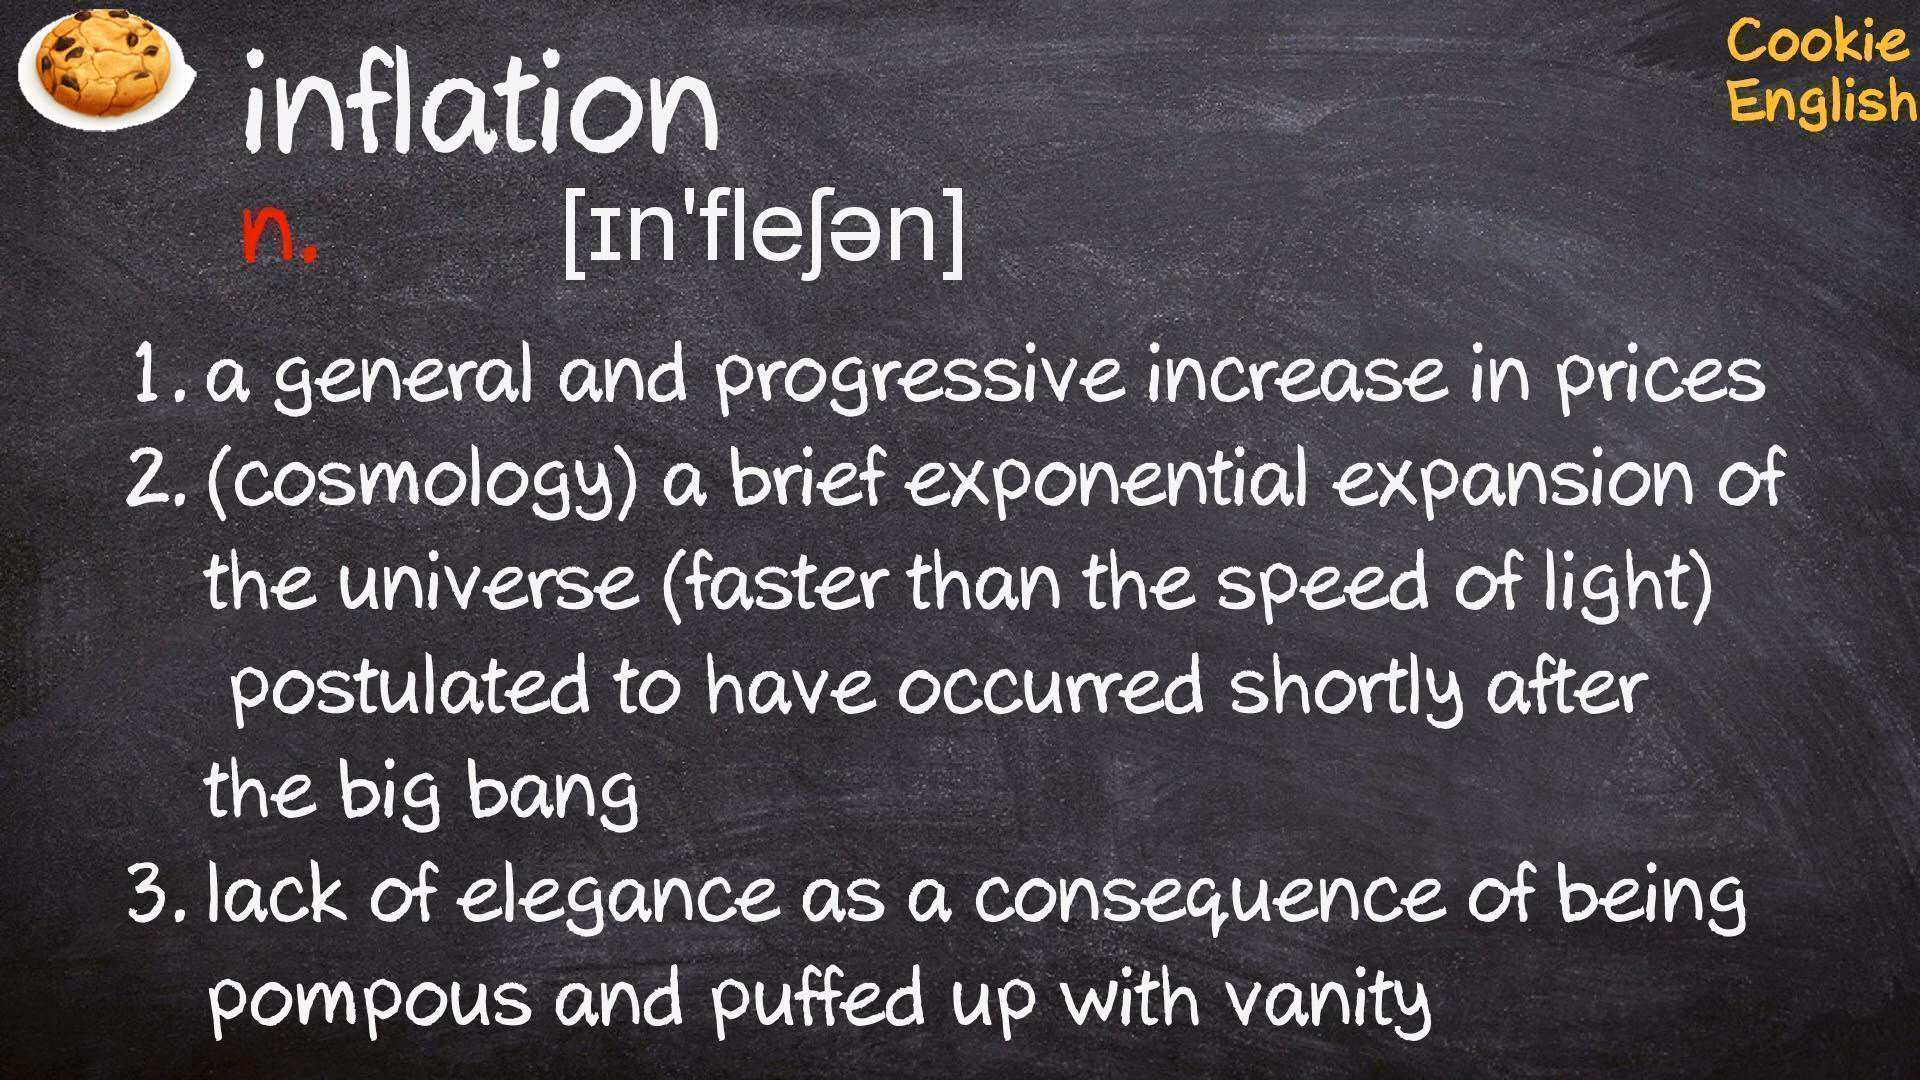 Cookie
English
inflation
n. [ɪn'fleʃən]
1. a general and progressive increase in prices
2. (cosmology) a brief exponential expansion of
the universe (faster than the speed of light)
postulated to have occurred shortly after
the big bang
3. lack of elegance as a consequence of being
pompous and puffed up with vanity